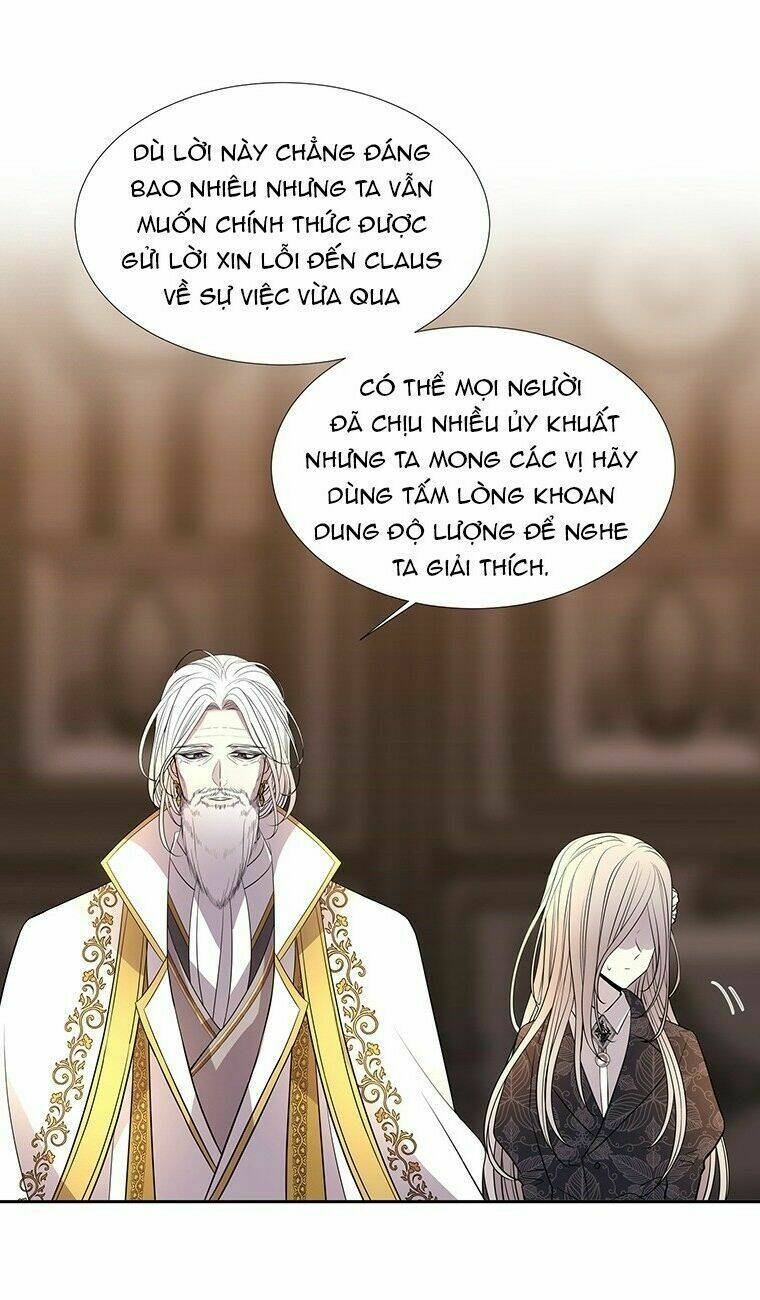 DÙ LỜI NÀY CHẲNG ĐÁNG
BAO NHIÊU NHƯNG TA VẪN
MUỐN CHÍNH THỨC ĐƯỢC
GỬI LỜI XIN LỖI ĐẾN CLAUS
VỀ SỰ VIỆC VỪA QUA
CÓ THỂ MỌI NGƯỜI
ĐÃ CHỊU NHIỀU ỦY KHUẤT
NHƯNG TA MONG CÁC VỊ HÃY
DÙNG TẤM LÒNG KHOAN
DUNG ĐỘ LƯỢNG ĐỂ NGHE
TA GIẢI THÍCH.